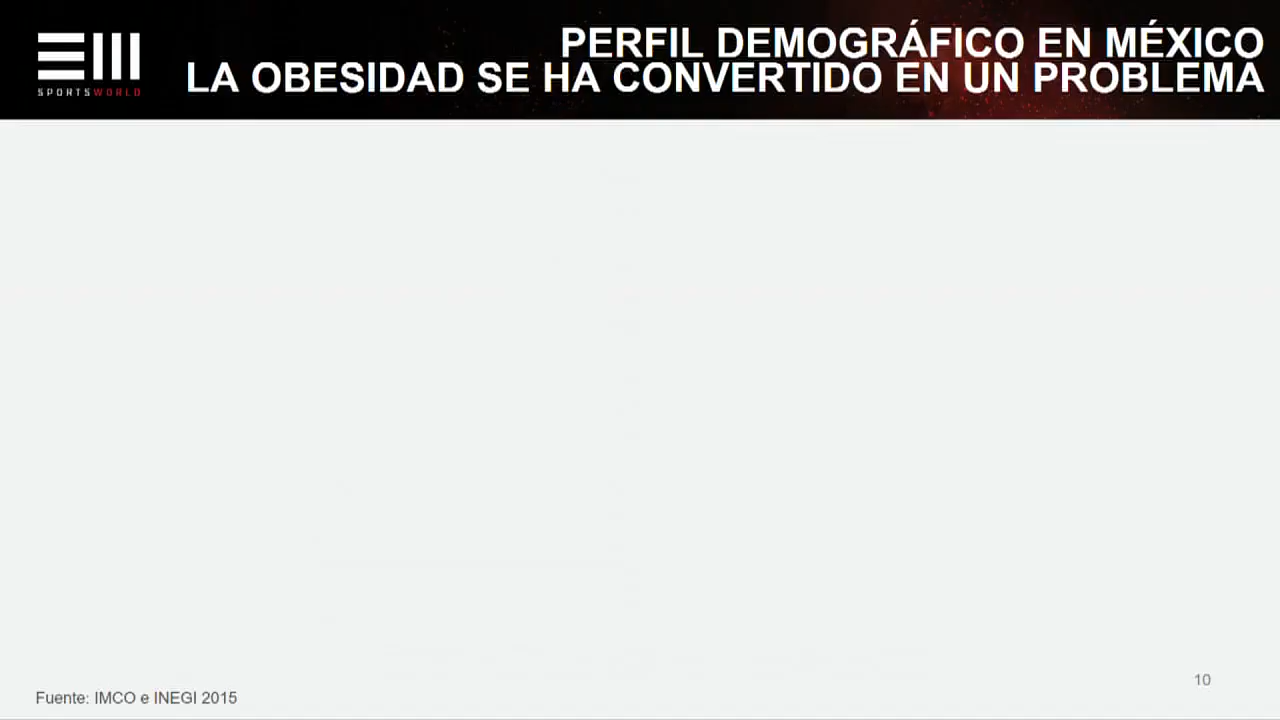 PERFIL DEMOGRÁFICO EN MÉXICO
LA OBESIDAD SE HA CONVERTIDO EN UN PROBLEMA
SPORTSWORLD
10
Fuente: IMCO e INEGI 2015